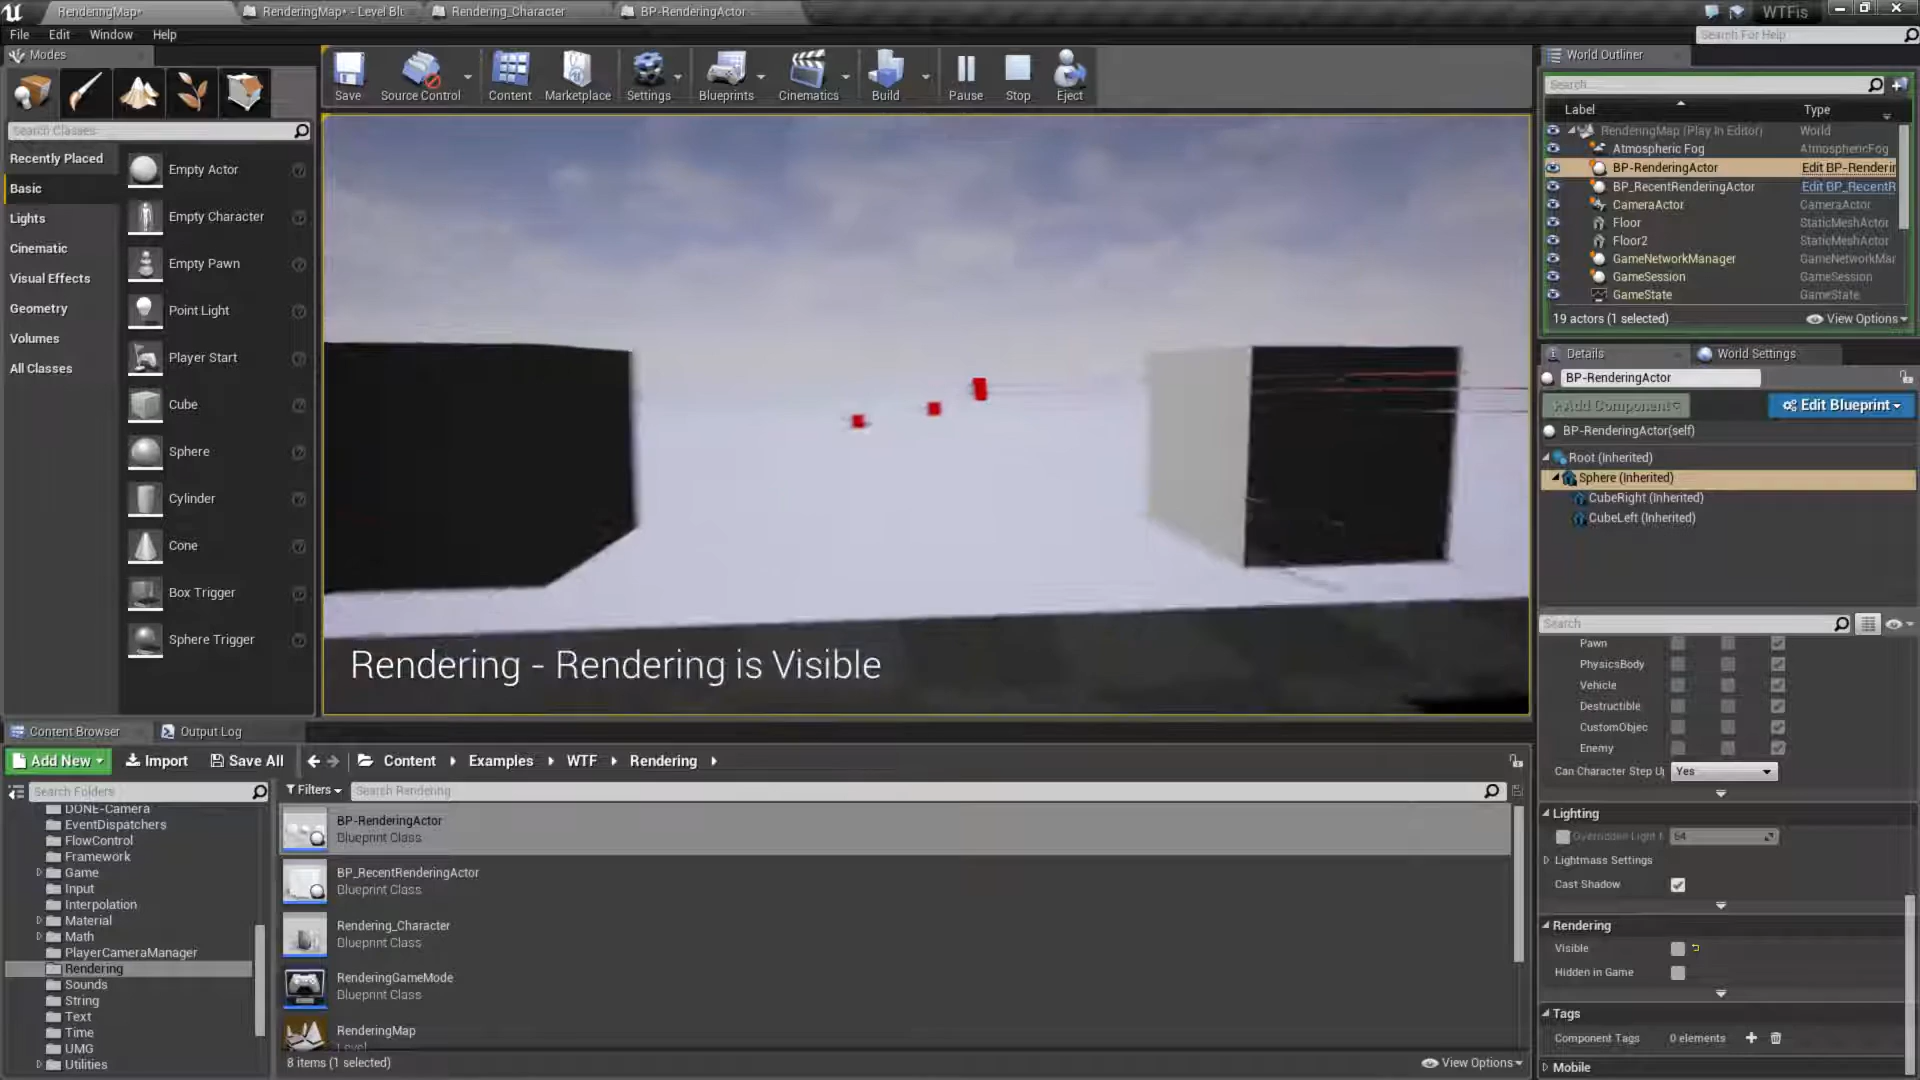 RenderingMap*
RenderingMap* - Level Blu
Rendering_Character
BP-RenderingActor
WTFis
File Edit Window Help
Search For Help
Modes
Search Classes
Recently Placed
Basic
Lights
Cinematic
Visual Effects
Geometry
Volumes
All Classes
Empty Actor
Empty Character
Empty Pawn
Point Light
Player Start
Cube
Sphere
Cylinder
Cone
Box Trigger
Sphere Trigger
Save
Source Control
Content
Marketplace
Settings
Blueprints
Cinematics
Build
Pause
Stop
Eject
Rendering - Rendering is Visible
World Outliner
Search
Label Type
RenderingMap (Play In Editor) World
Atmospheric Fog AtmosphericFog
BP-RenderingActor Edit BP-Renderin
BP_RecentRenderingActor Edit BP_RecentR
CameraActor CameraActor
Floor StaticMeshActor
Floor2 StaticMeshActor
GameNetworkManager GameNetworkMar
GameSession GameSession
GameState GameState
19 actors (1 selected) View Options
Details World Settings
BP-RenderingActor
+Add Component Edit Blueprint
BP-RenderingActor(self)
Root (Inherited)
Sphere (Inherited)
CubeRight (Inherited)
CubeLeft (Inherited)
Search
Pawn
PhysicsBody
Vehicle
Destructible
CustomObjec
Enemy
Can Character Step Up Yes
Lighting
Overridden Light M 64
Lightmass Settings
Cast Shadow
Rendering
Visible
Hidden in Game
Tags
Component Tags 0 elements
Mobile
Content Browser Output Log
Add New Import Save All Content Examples WTF Rendering
Search Folders
Filters Search Rendering
DONE-Camera
EventDispatchers
FlowControl
Framework
Game
Input
Interpolation
Material
Math
PlayerCameraManager
Rendering
Sounds
String
Text
Time
UMG
Utilities
BP-RenderingActor
Blueprint Class
BP_RecentRenderingActor
Blueprint Class
Rendering_Character
Blueprint Class
RenderingGameMode
Blueprint Class
RenderingMap
Level
8 items (1 selected) View Options